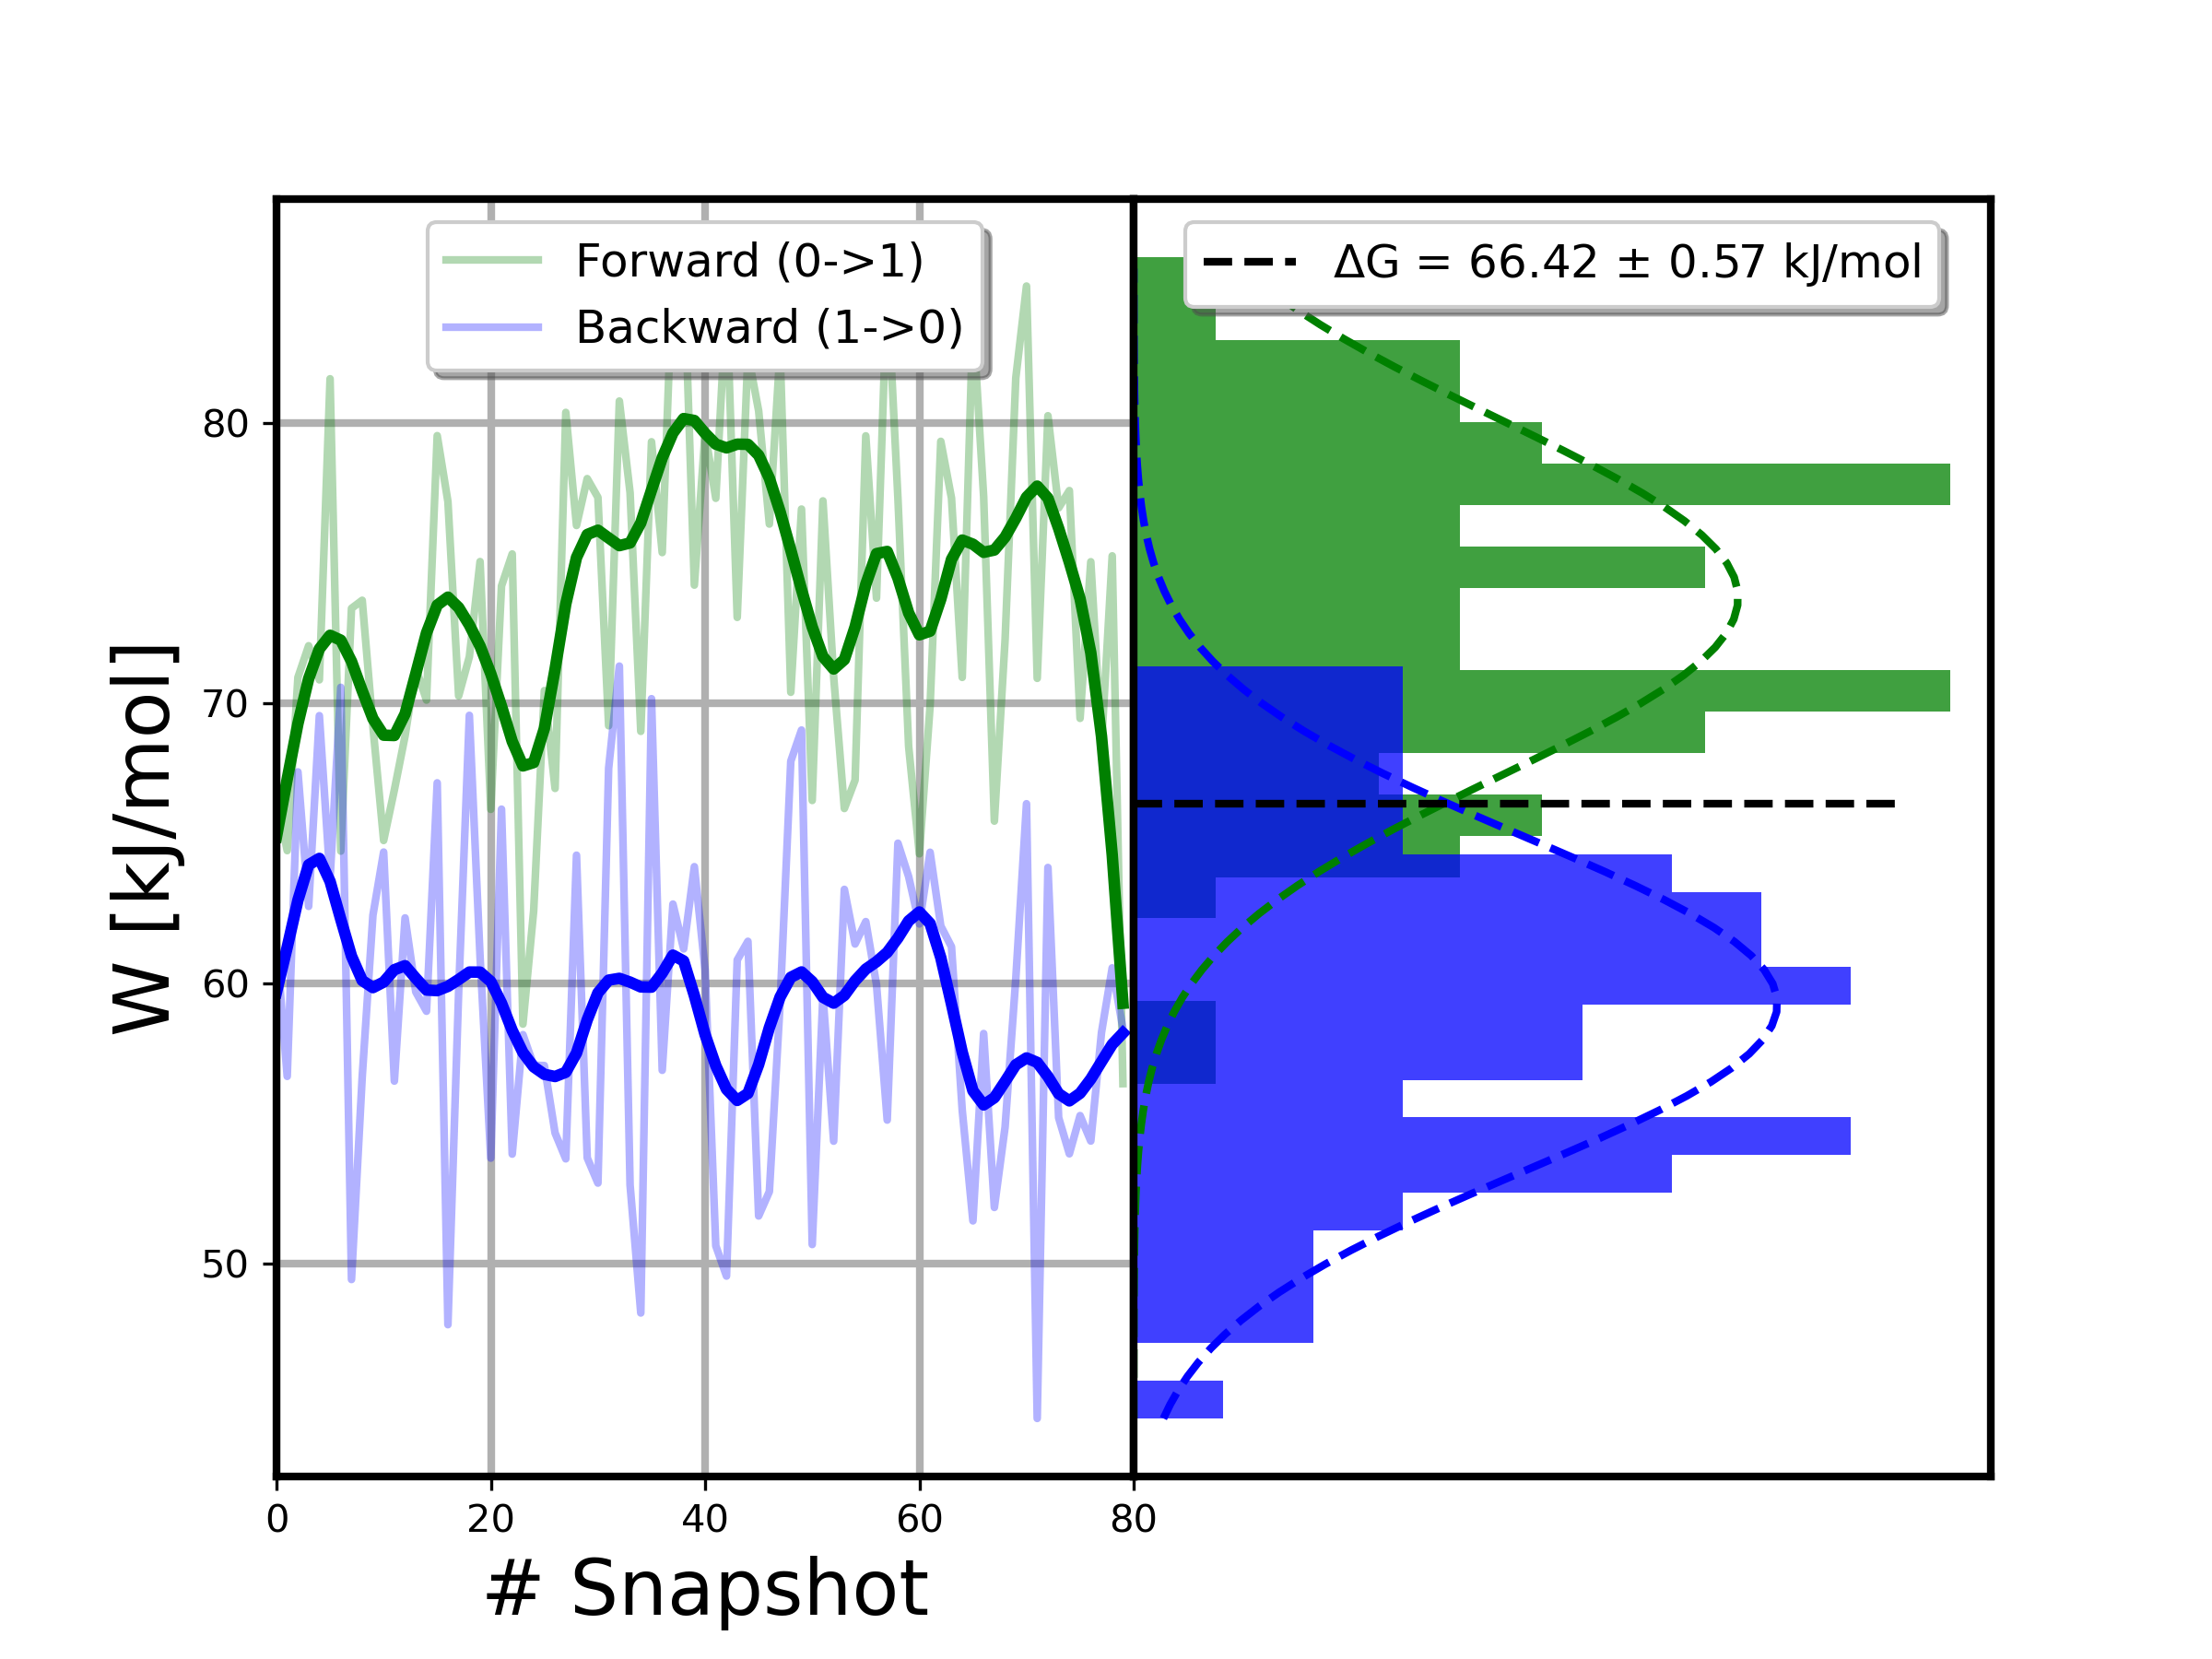 Forward (0->1)
Backward (1->0)
ΔG = 66.42 ± 0.57 kJ/mol
W [kJ/mol]
80
70
60
50
0 20 40 60 80
# Snapshot